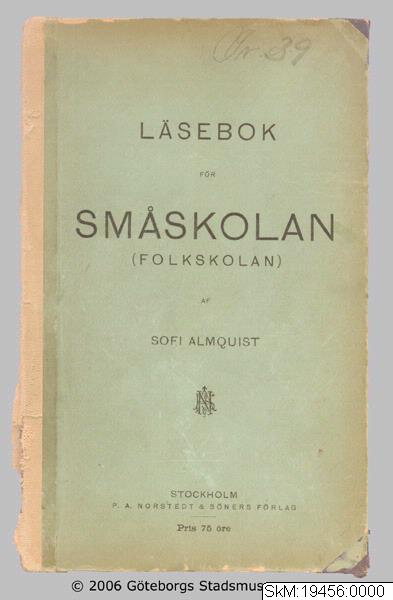 Nr. 39
LÄSEBOK
FÖR
SMÅSKOLAN
(FOLKSKOLAN)
AF
SOFI ALMQUIST
STOCKHOLM
P. A. NORSTEDT & SÖNERS FÖRLAG
Pris 75 öre
© 2006 Göteborgs Stadsmus
SkM:19456:0000